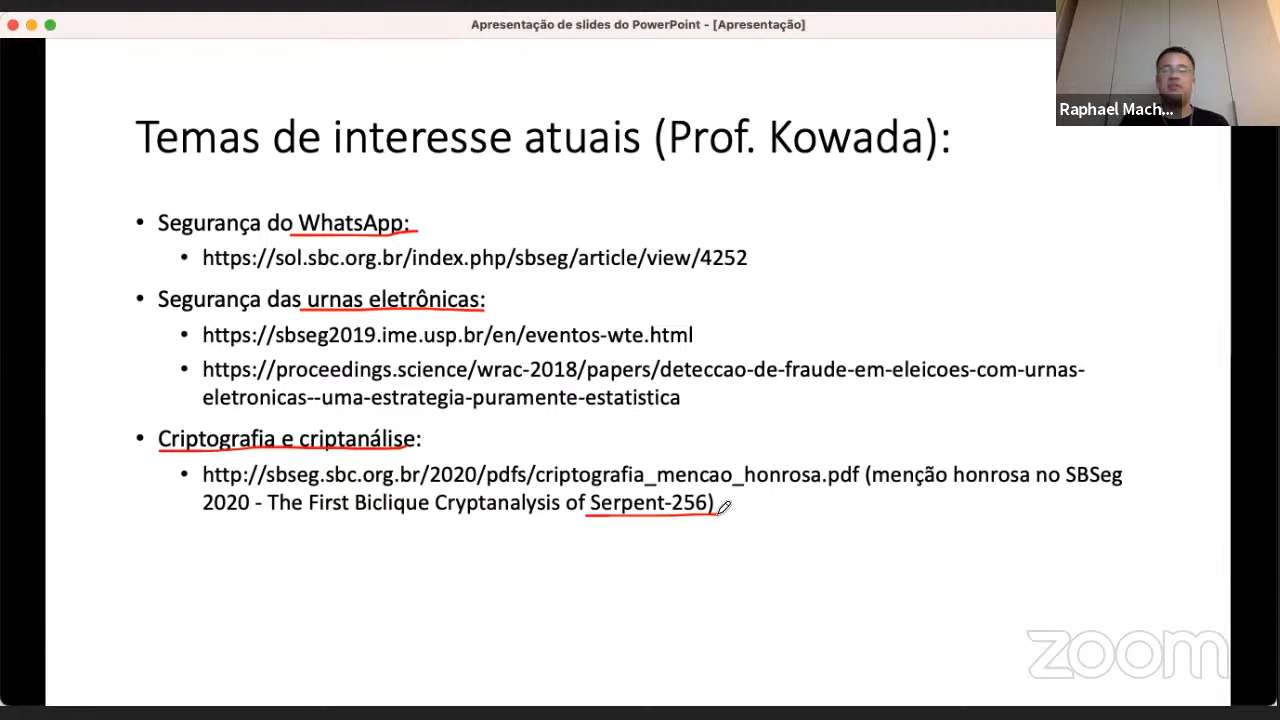 Apresentação de slides do PowerPoint - [Apresentação]
Raphael Mach...
Temas de interesse atuais (Prof. Kowada):
• Segurança do WhatsApp:
• https://sol.sbc.org.br/index.php/sbseg/article/view/4252
• Segurança das urnas eletrônicas:
• https://sbseg2019.ime.usp.br/en/eventos-wte.html
• https://proceedings.science/wrac-2018/papers/deteccao-de-fraude-em-eleicoes-com-urnas-
eletronicas--uma-estrategia-puramente-estatistica
• Criptografia e criptanálise:
• http://sbseg.sbc.org.br/2020/pdfs/criptografia_mencao_honrosa.pdf (menção honrosa no SBSeg
2020 - The First Biclique Cryptanalysis of Serpent-256)
zoom